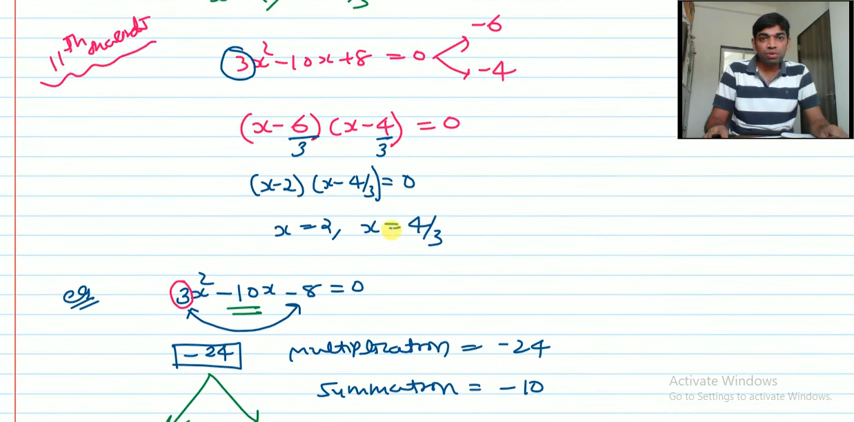 11th method
3x² - 10x + 8 = 0
-6
-4
(x - 6/3) (x - 4/3) = 0
(x-2) (x - 4/3) = 0
x = 2, x = 4/3
eg
3x² - 10x - 8 = 0
-24 multiplication = -24
summation = -10
Activate Windows
Go to Settings to activate Windows.